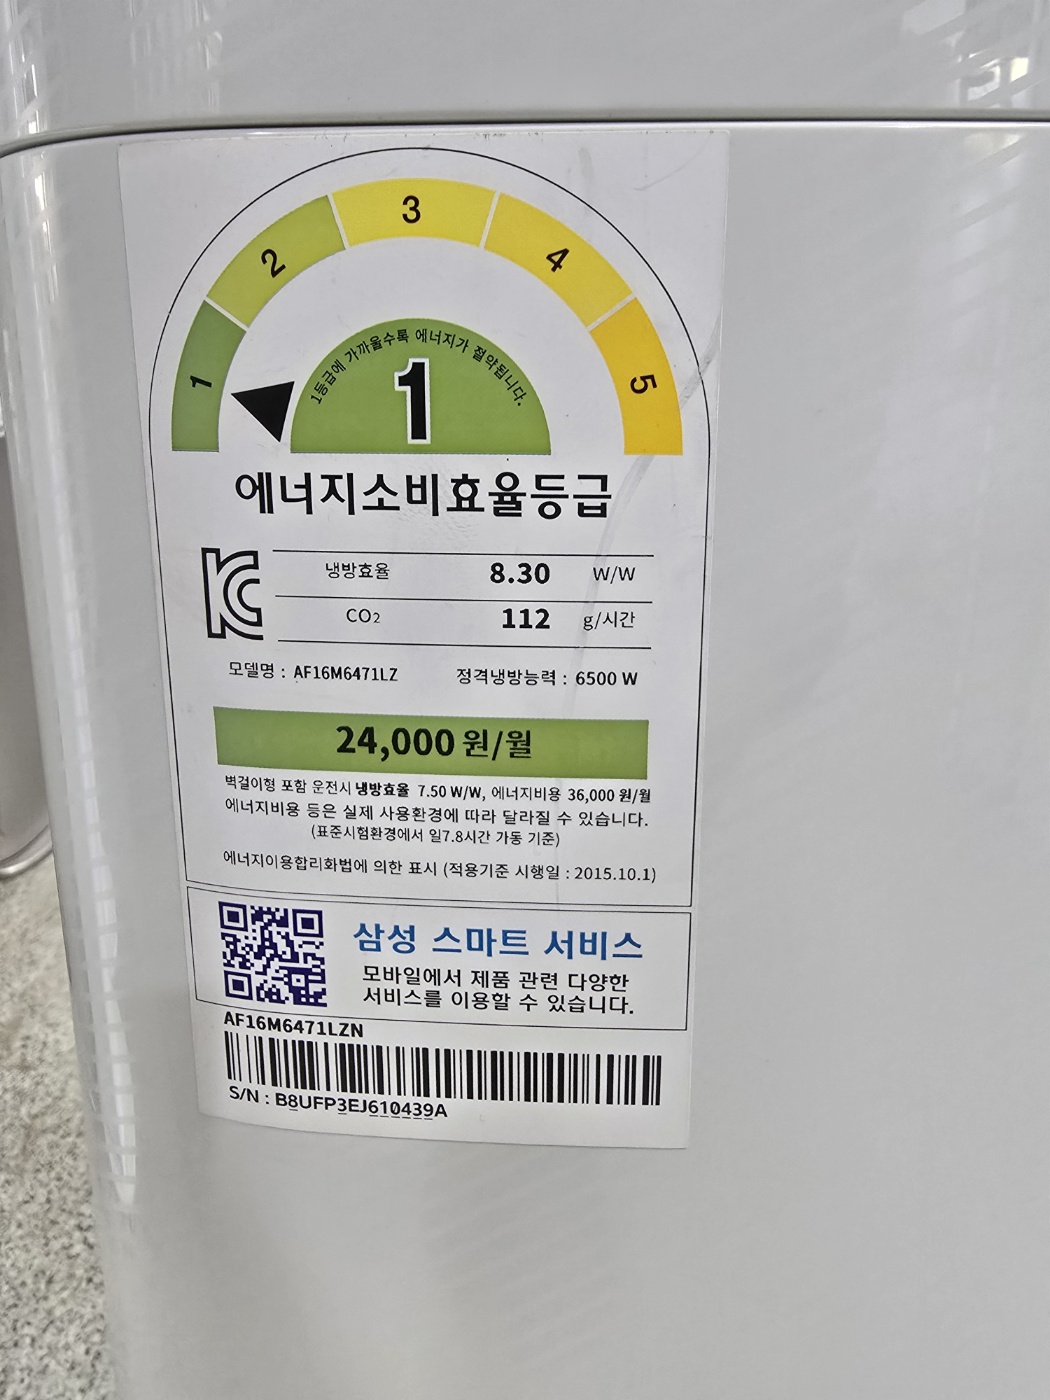 1 2 3 4 5
1등급에 가까울수록 에너지가 절약됩니다.
1
에너지소비효율등급
냉방효율 8.30 W/W
CO₂ 112 g/시간
모델명 : AF16M6471LZ 정격냉방능력 : 6500 W
24,000 원/월
벽걸이형 포함 운전시 냉방효율 7.50 W/W, 에너지비용 36,000 원/월
에너지비용 등은 실제 사용환경에 따라 달라질 수 있습니다.
(표준시험환경에서 일7.8시간 가동 기준)
에너지이용합리화법에 의한 표시 (적용기준 시행일 : 2015.10.1)
삼성 스마트 서비스
모바일에서 제품 관련 다양한
서비스를 이용할 수 있습니다.
AF16M6471LZN
S/N : B8UFP3EJ610439A